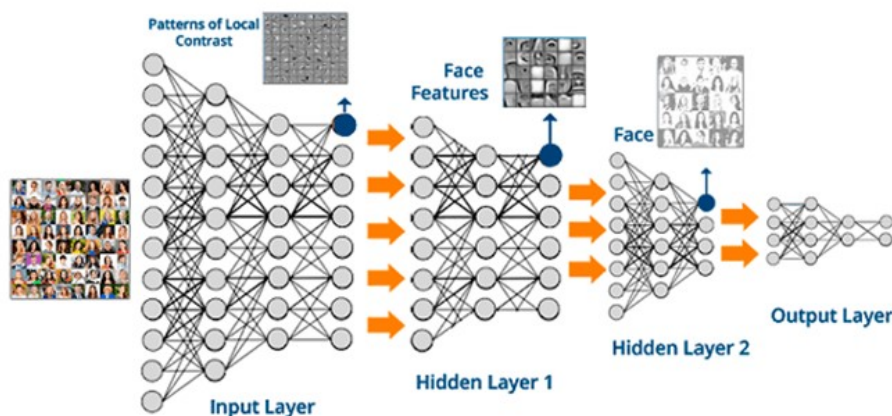 Patterns of Local
Contrast
Face
Features
Face
Input Layer
Hidden Layer 1
Hidden Layer 2
Output Layer